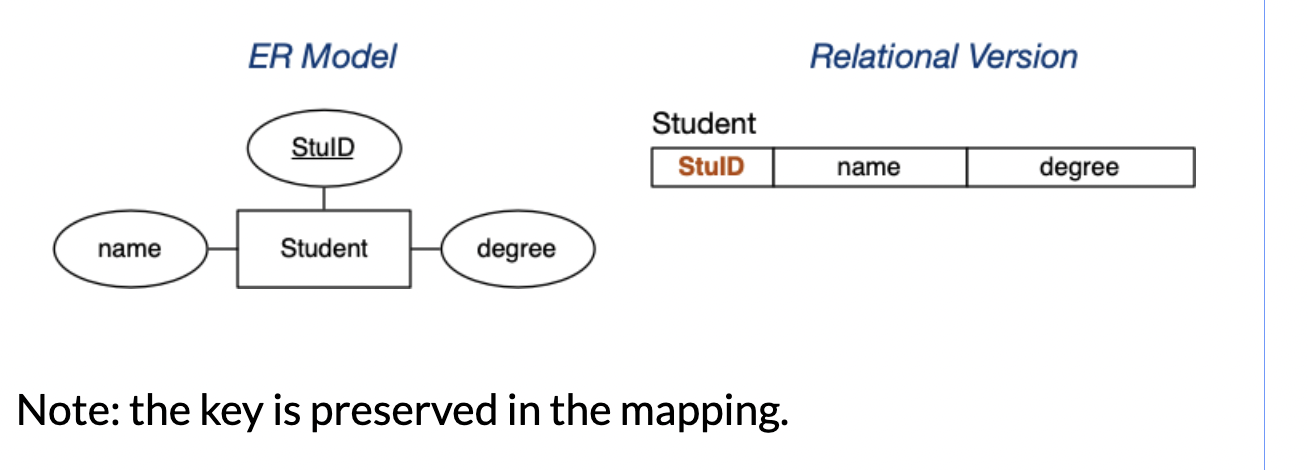 ER Model
Relational Version
StuID
name
Student
degree
Student
StuID name degree
Note: the key is preserved in the mapping.